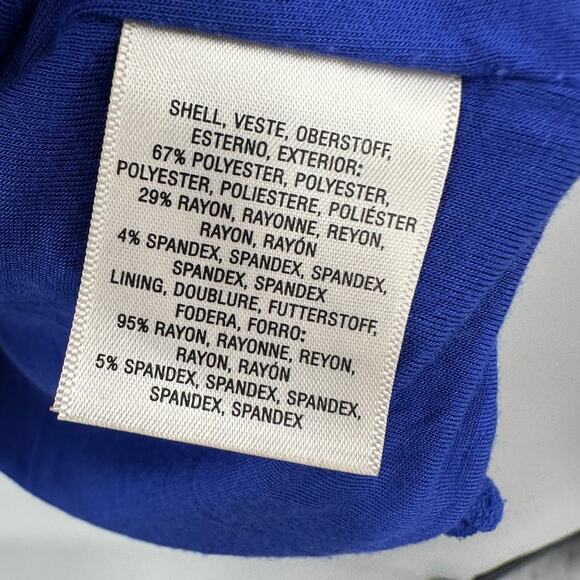 SHELL, VESTE, OBERSTOFF,
ESTERNO, EXTERIOR:
67% POLYESTER, POLYESTER,
POLYESTER, POLIESTERE, POLIÉSTER
29% RAYON, RAYONNE, REYON,
RAYON, RAYÓN
4% SPANDEX, SPANDEX, SPANDEX,
SPANDEX, SPANDEX
LINING, DOUBLURE, FUTTERSTOFF,
FODERA, FORRO:
95% RAYON, RAYONNE, REYON,
RAYON, RAYÓN
5% SPANDEX, SPANDEX, SPANDEX,
SPANDEX, SPANDEX